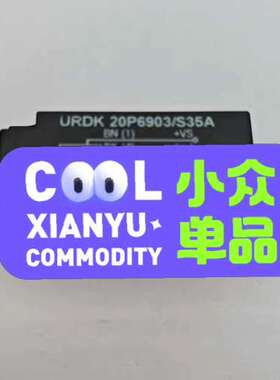 URDK 20P6903/S35A
BN (1)
+VS
COOL
XIANYU
COMMODITY
小众
单品